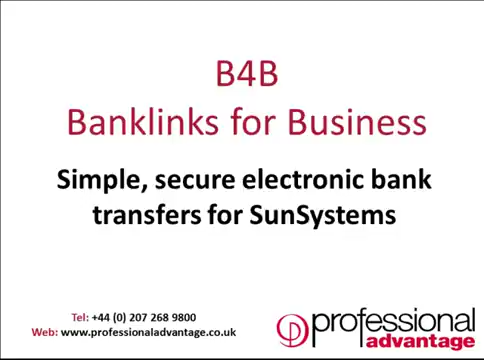 B4B
Banklinks for Business
Simple, secure electronic bank
transfers for SunSystems
Tel: +44 (0) 207 268 9800
Web: www.professionaladvantage.co.uk
professional
advantage